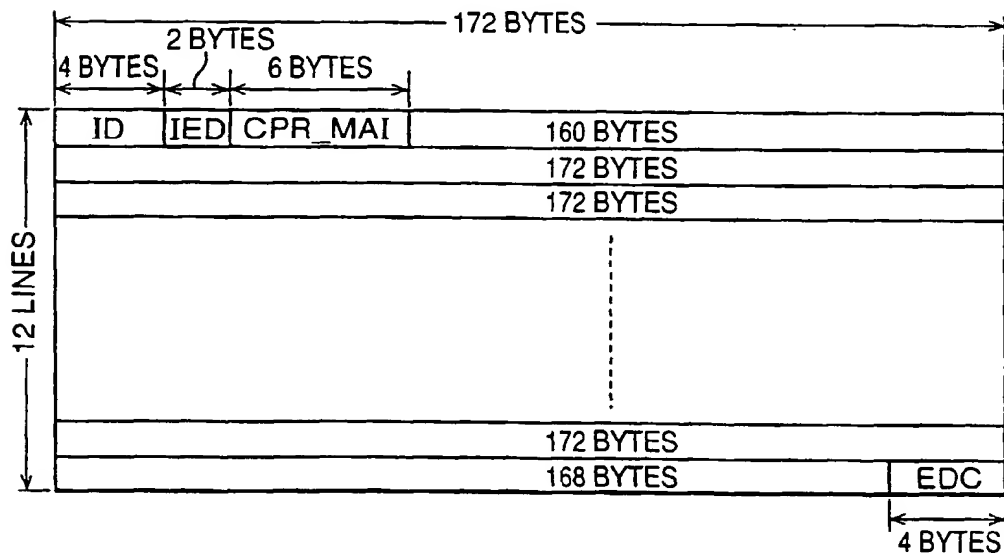 172 BYTES
2 BYTES
4 BYTES 6 BYTES
ID IED CPR_MAI 160 BYTES
172 BYTES
172 BYTES
12 LINES
172 BYTES
168 BYTES EDC
4 BYTES